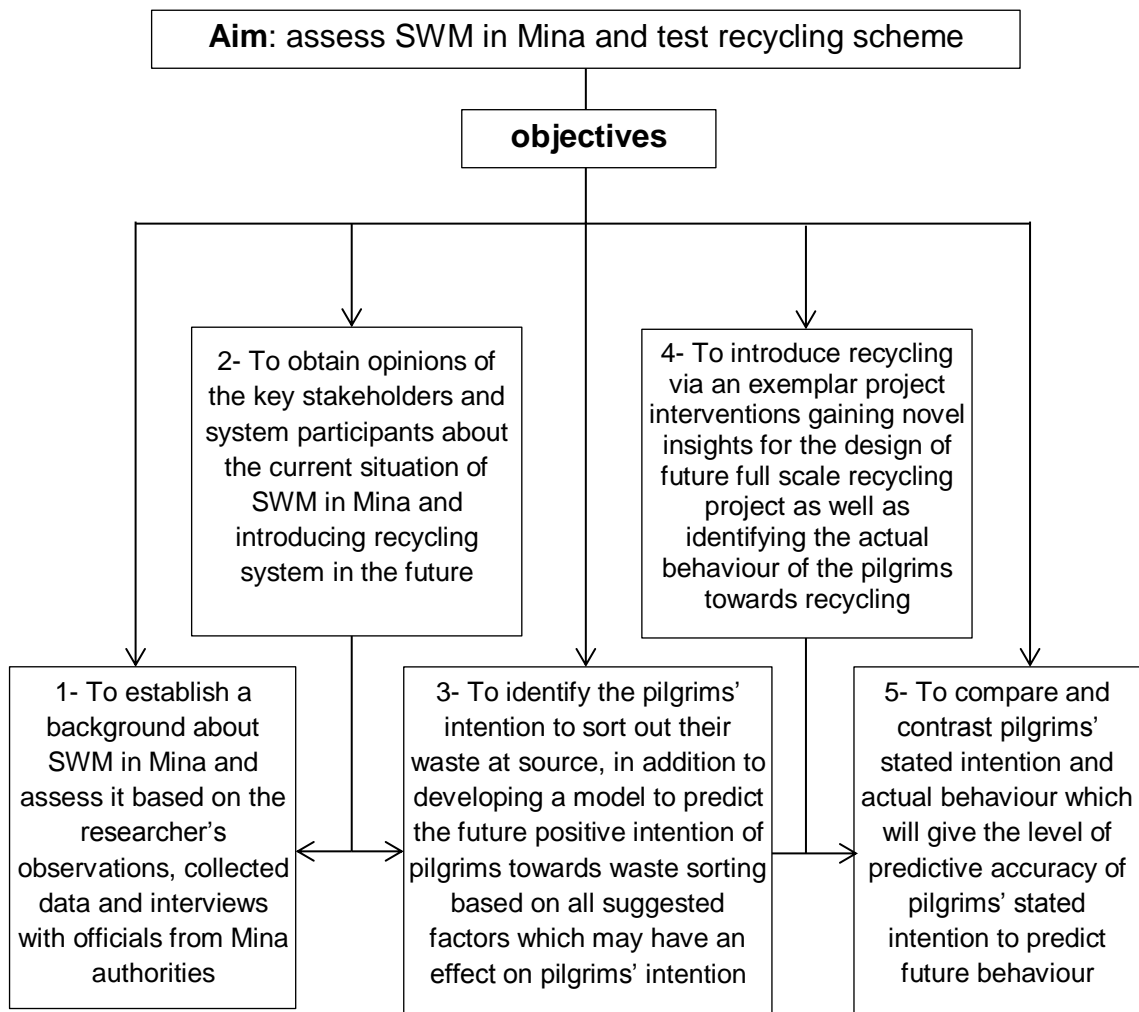 Aim: assess SWM in Mina and test recycling scheme
objectives
2- To obtain opinions of
the key stakeholders and
system participants about
the current situation of
SWM in Mina and
introducing recycling
system in the future
4- To introduce recycling
via an exemplar project
interventions gaining novel
insights for the design of
future full scale recycling
project as well as
identifying the actual
behaviour of the pilgrims
towards recycling
1- To establish a
background about
SWM in Mina and
assess it based on the
researcher’s
observations, collected
data and interviews
with officials from Mina
authorities
3- To identify the pilgrims’
intention to sort out their
waste at source, in addition to
developing a model to predict
the future positive intention of
pilgrims towards waste sorting
based on all suggested
factors which may have an
effect on pilgrims’ intention
5- To compare and
contrast pilgrims’
stated intention and
actual behaviour which
will give the level of
predictive accuracy of
pilgrims’ stated
intention to predict
future behaviour